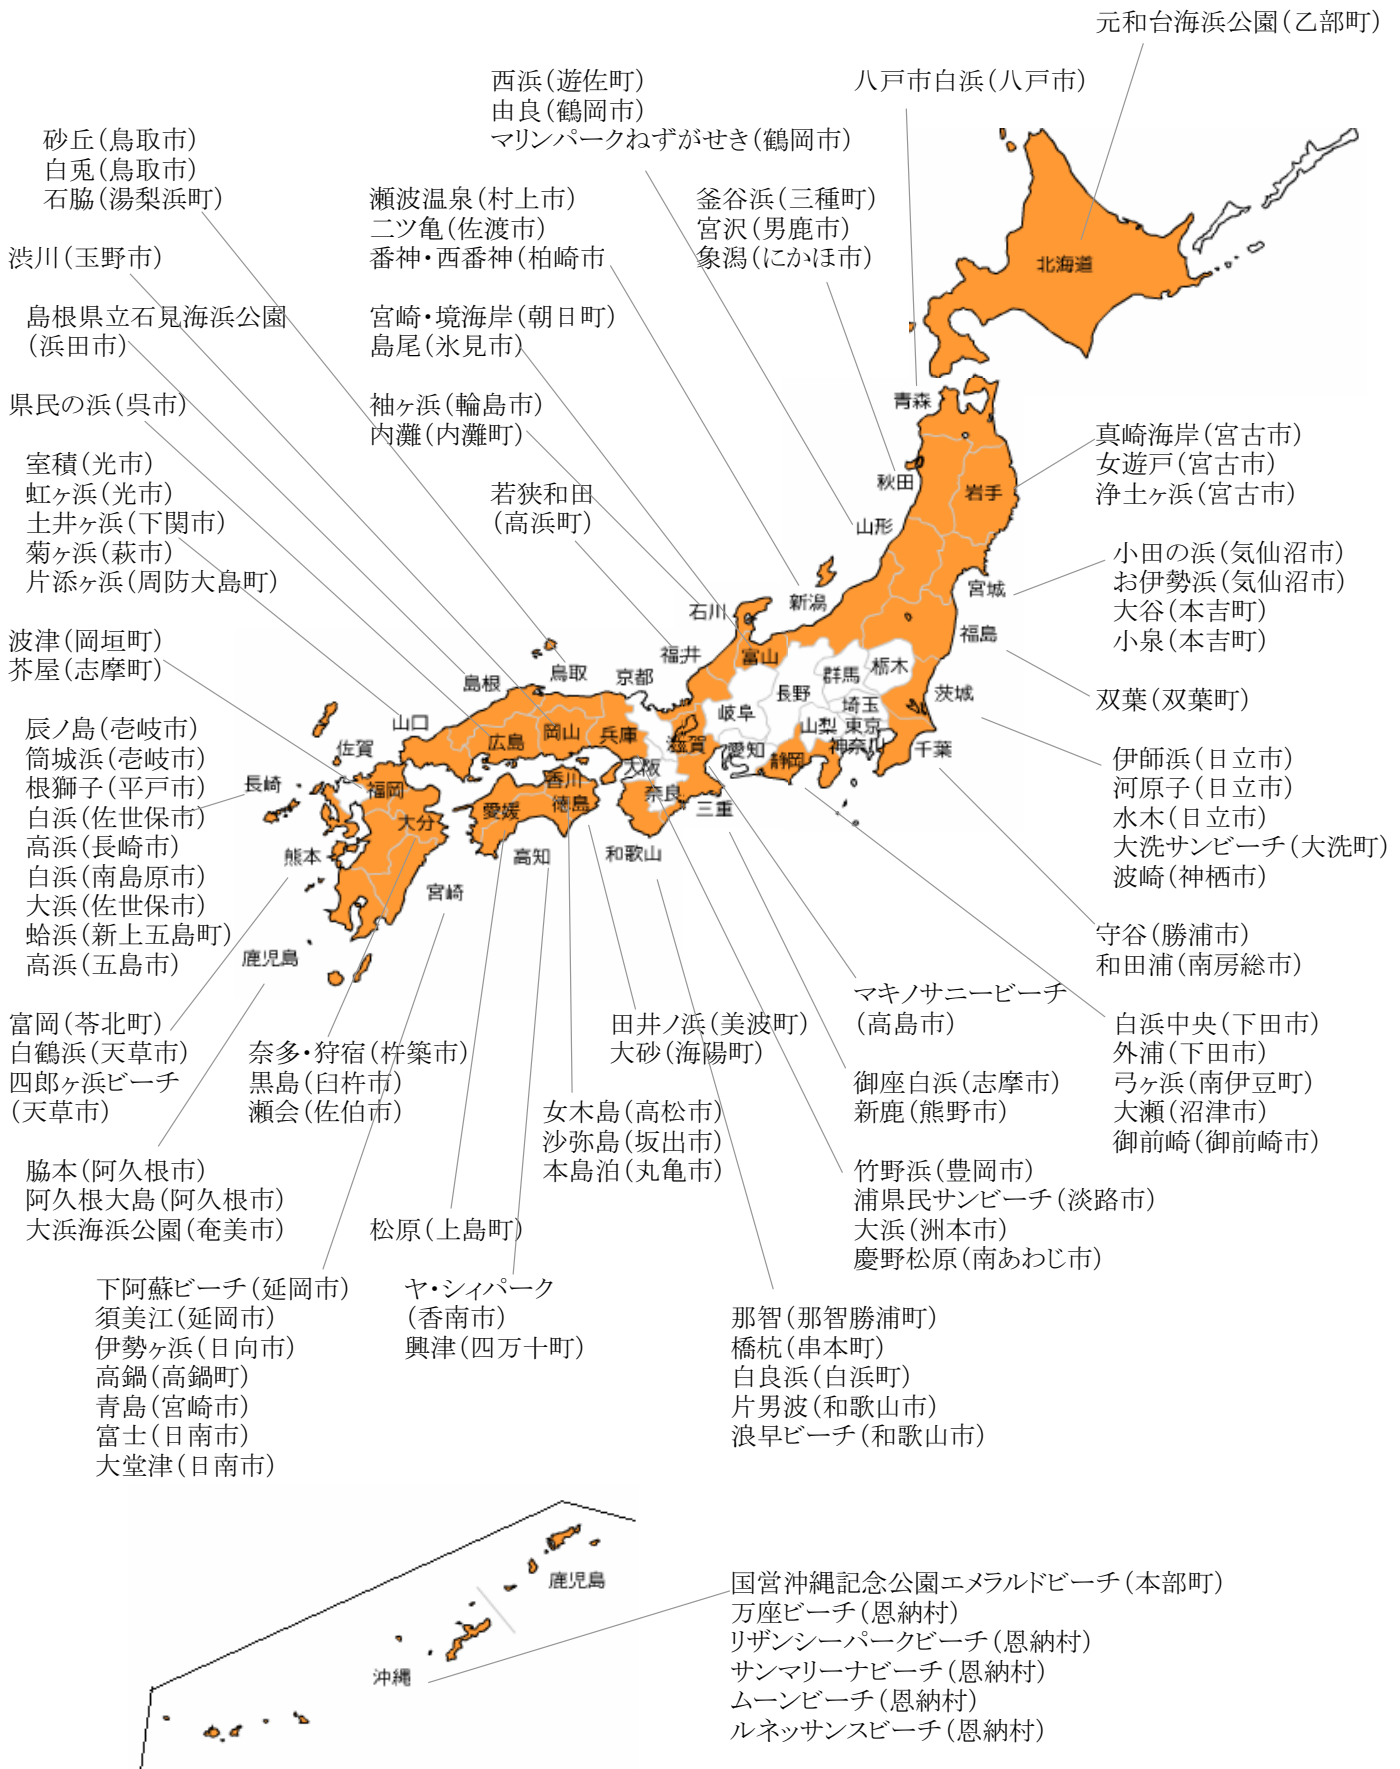 元和台海浜公園(乙部町)
西浜(遊佐町)
由良(鶴岡市)
マリンパークねずがせき(鶴岡市)
八戸市白浜(八戸市)
砂丘(鳥取市)
白兎(鳥取市)
石脇(湯梨浜町)
瀬波温泉(村上市)
二ツ亀(佐渡市)
番神・西番神(柏崎市
釜谷浜(三種町)
宮沢(男鹿市)
象潟(にかほ市)
渋川(玉野市)
島根県立石見海浜公園
(浜田市)
宮崎・境海岸(朝日町)
島尾(氷見市)
県民の浜(呉市)
袖ヶ浜(輪島市)
内灘(内灘町)
室積(光市)
虹ヶ浜(光市)
土井ヶ浜(下関市)
菊ヶ浜(萩市)
片添ヶ浜(周防大島町)
若狭和田
(高浜町)
真崎海岸(宮古市)
女遊戸(宮古市)
浄土ヶ浜(宮古市)
小田の浜(気仙沼市)
お伊勢浜(気仙沼市)
大谷(本吉町)
小泉(本吉町)
波津(岡垣町)
芥屋(志摩町)
双葉(双葉町)
辰ノ島(壱岐市)
筒城浜(壱岐市)
根獅子(平戸市)
白浜(佐世保市)
高浜(長崎市)
白浜(南島原市)
大浜(佐世保市)
蛤浜(新上五島町)
高浜(五島市)
伊師浜(日立市)
河原子(日立市)
水木(日立市)
大洗サンビーチ(大洗町)
波崎(神栖市)
守谷(勝浦市)
和田浦(南房総市)
北海道
青森
秋田
岩手
山形
宮城
新潟
福島
石川
富山
福井
群馬
栃木
長野
茨城
埼玉
岐阜
山梨
東京
神奈川
千葉
愛知
静岡
滋賀
三重
京都
大阪
奈良
和歌山
兵庫
鳥取
島根
岡山
広島
山口
香川
徳島
愛媛
高知
福岡
佐賀
長崎
大分
熊本
宮崎
鹿児島
富岡(苓北町)
白鶴浜(天草市)
四郎ヶ浜ビーチ
(天草市)
奈多・狩宿(杵築市)
黒島(臼杵市)
瀬会(佐伯市)
田井ノ浜(美波町)
大砂(海陽町)
マキノサニービーチ
(高島市)
白浜中央(下田市)
外浦(下田市)
弓ヶ浜(南伊豆町)
大瀬(沼津市)
御前崎(御前崎市)
御座白浜(志摩市)
新鹿(熊野市)
女木島(高松市)
沙弥島(坂出市)
本島泊(丸亀市)
脇本(阿久根市)
阿久根大島(阿久根市)
大浜海浜公園(奄美市)
松原(上島町)
竹野浜(豊岡市)
浦県民サンビーチ(淡路市)
大浜(洲本市)
慶野松原(南あわじ市)
下阿蘇ビーチ(延岡市)
須美江(延岡市)
伊勢ヶ浜(日向市)
高鍋(高鍋町)
青島(宮崎市)
富士(日南市)
大堂津(日南市)
ヤ・シィパーク
(香南市)
興津(四万十町)
那智(那智勝浦町)
橋杭(串本町)
白良浜(白浜町)
片男波(和歌山市)
浪早ビーチ(和歌山市)
鹿児島
沖縄
国営沖縄記念公園エメラルドビーチ(本部町)
万座ビーチ(恩納村)
リザンシーパークビーチ(恩納村)
サンマリーナビーチ(恩納村)
ムーンビーチ(恩納村)
ルネッサンスビーチ(恩納村)